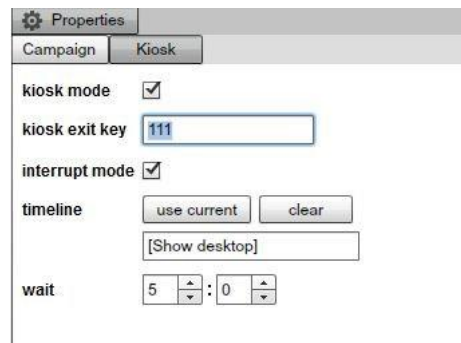 Properties
Campaign Kiosk
kiosk mode
kiosk exit key 111
interrupt mode
timeline use current clear
[Show desktop]
wait 5 : 0